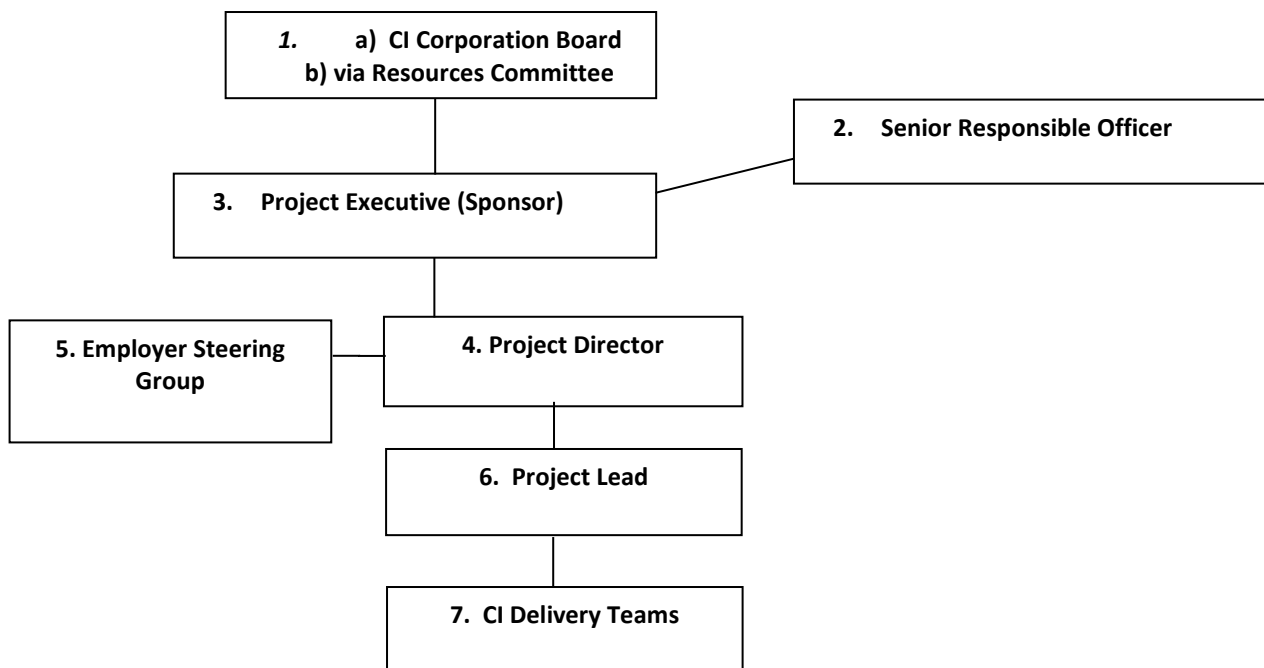 1. a) CI Corporation Board
b) via Resources Committee
2. Senior Responsible Officer
3. Project Executive (Sponsor)
4. Project Director
5. Employer Steering
Group
6. Project Lead
7. CI Delivery Teams